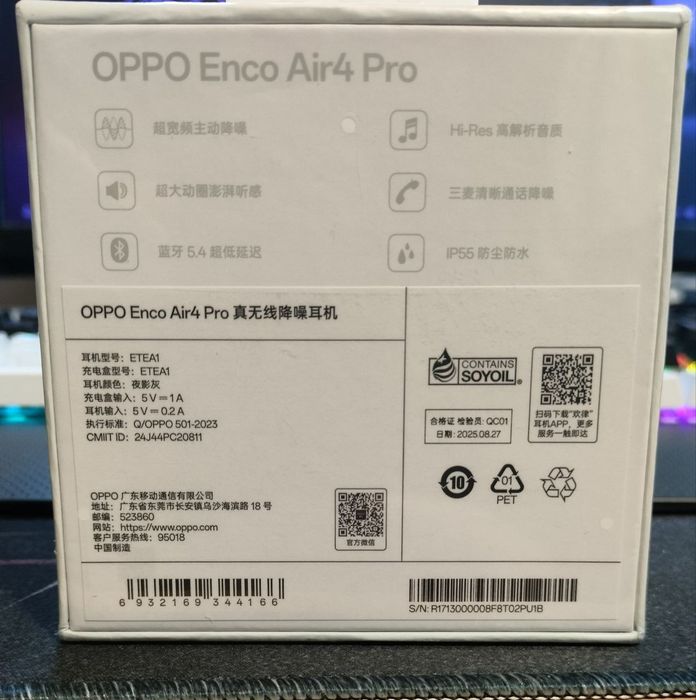 OPPO Enco Air4 Pro
超宽频主动降噪
Hi-Res 高解析音质
超大动圈澎湃听感
三麦清晰通话降噪
蓝牙 5.4 超低延迟
IP55 防尘防水
OPPO Enco Air4 Pro 真无线降噪耳机
耳机型号：ETEA1
充电盒型号：ETEA1
耳机颜色：夜影灰
充电盒输入：5V⎓1A
耳机输入：5V⎓0.2A
执行标准：Q/OPPO 501-2023
CMIIT ID：24J44PC20811
CONTAINS
SOYOIL®
合格证 检验员：QC01
日期：2025.08.27
扫码下载“欢律”
耳机APP，更多
服务一触即达
10
01
PET
OPPO 广东移动通信有限公司
地址：广东省东莞市长安镇乌沙海滨路 18 号
邮编：523860
网站：https://www.oppo.com
客户服务热线：95018
中国制造
官方微信
6 932169 344166
S/N: R1713000008F8T02PU1B